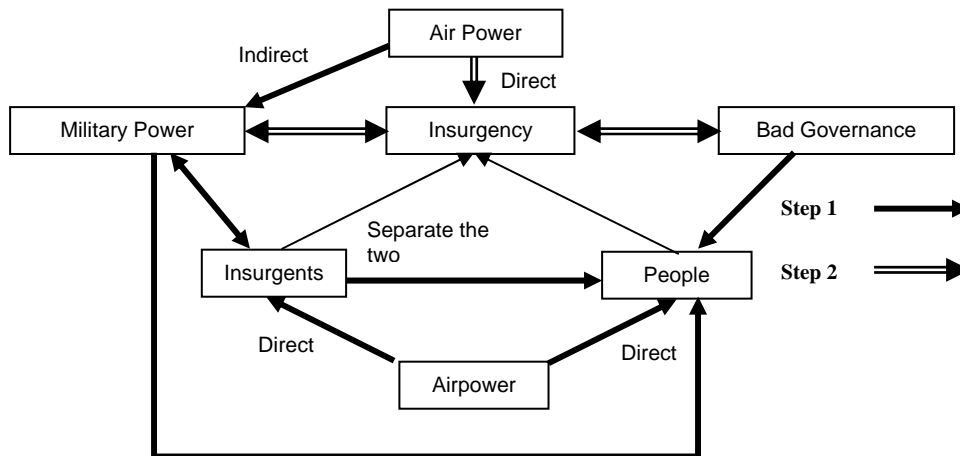 Air Power
Indirect
Direct
Military Power
Insurgency
Bad Governance
Step 1
Separate the
two
Insurgents
People
Step 2
Direct
Direct
Airpower